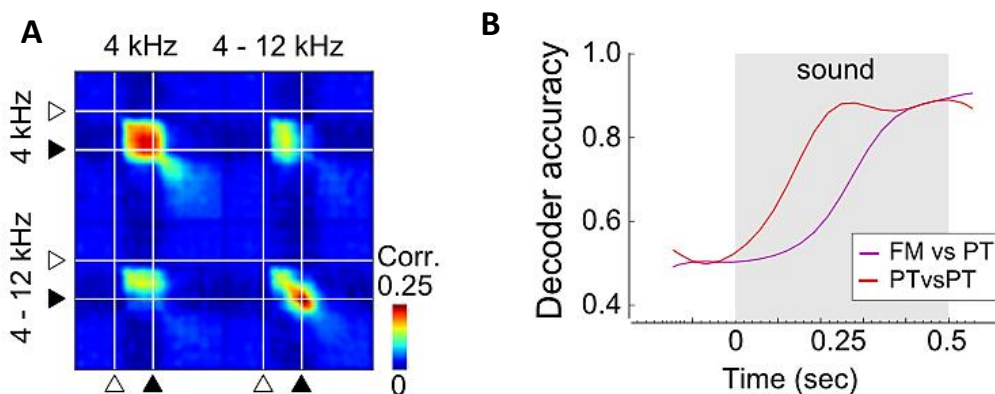 A
4 kHz 4 - 12 kHz
4 kHz
4 - 12 kHz
Corr.
0.25
0
B
1.0
0.8
0.6
0.4
Decoder accuracy
sound
FM vs PT
PTvsPT
0 0.25 0.5
Time (sec)